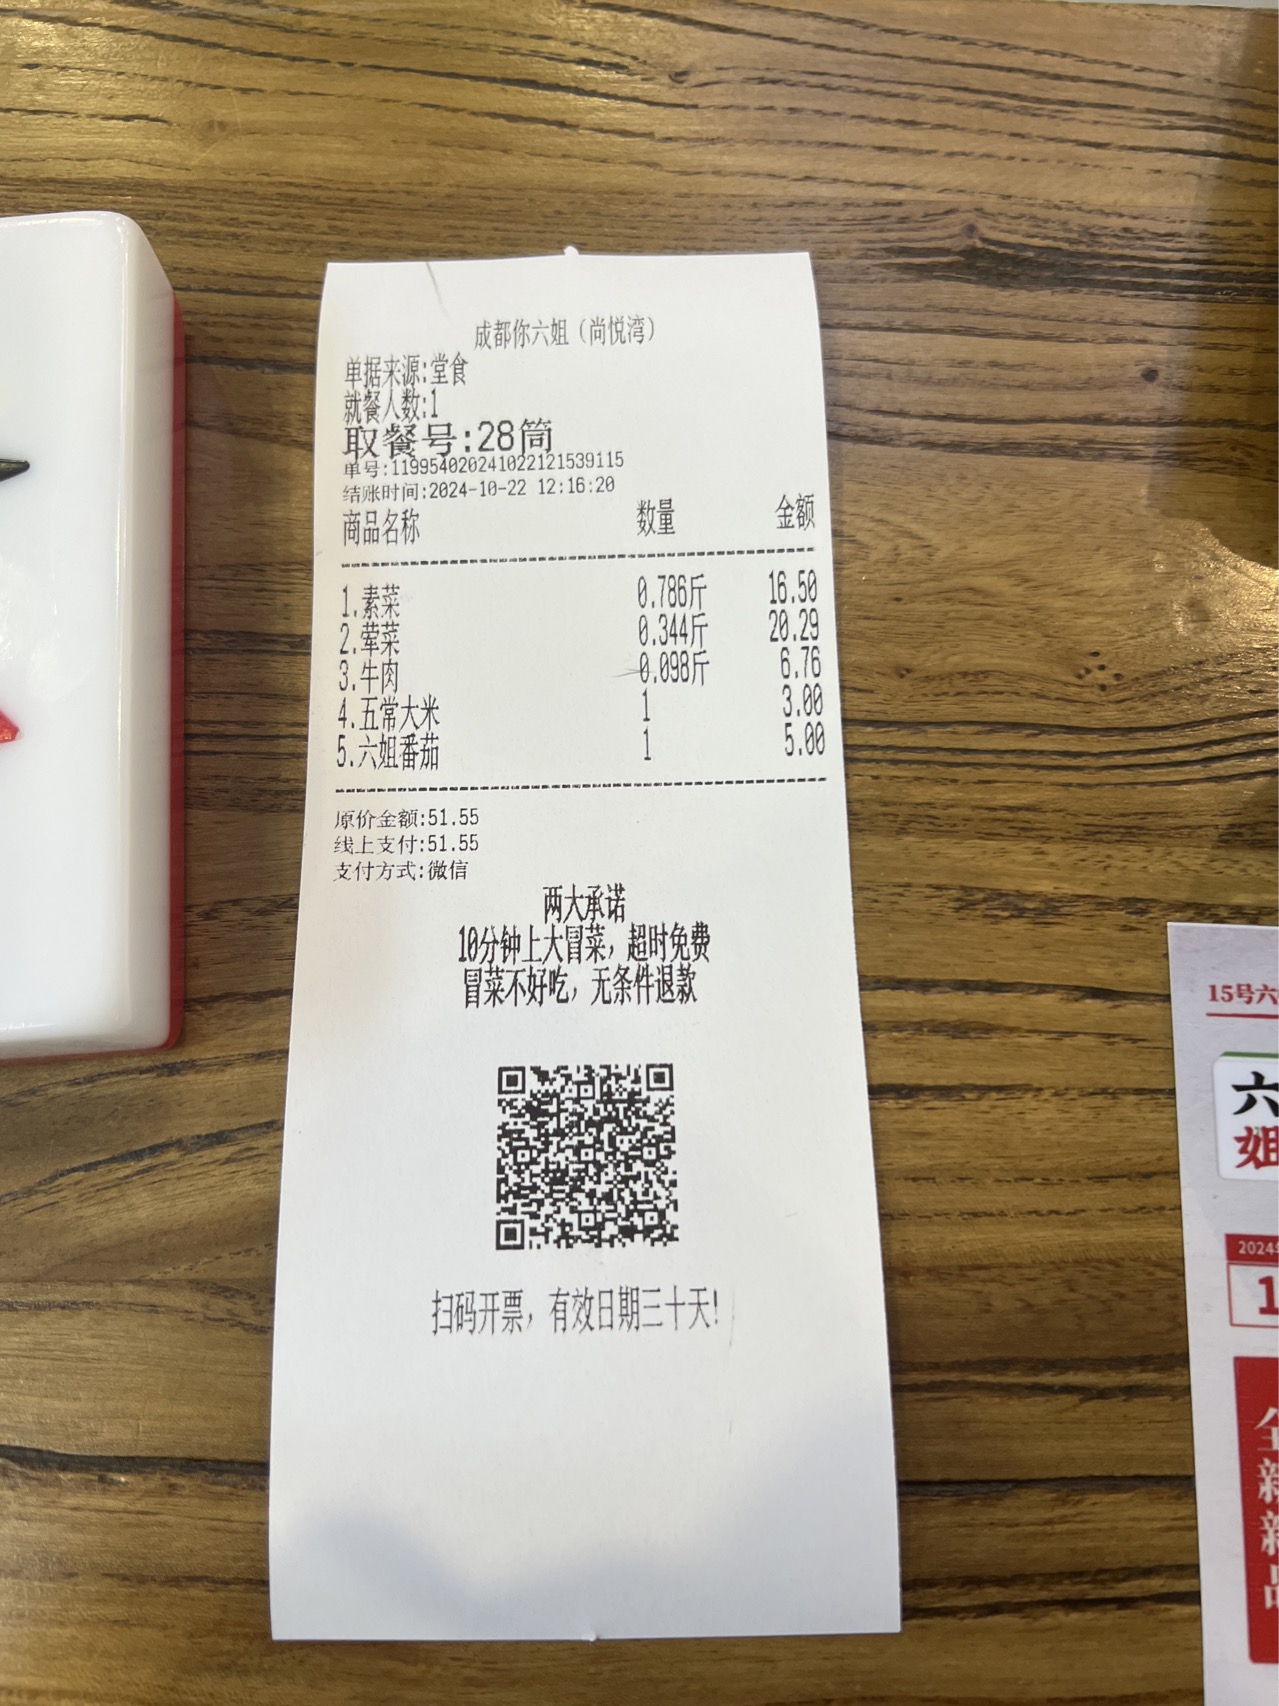 成都你六姐（尚悦湾）
单据来源:堂食
就餐人数:1
取餐号:28筒
单号:119954020241022121539115
结账时间:2024-10-22 12:16:20
商品名称 数量 金额
1.素菜 0.786斤 16.50
2.荤菜 0.344斤 20.29
3.牛肉 0.098斤 6.76
4.五常大米 1 3.00
5.六姐番茄 1 5.00
原价金额:51.55
线上支付:51.55
支付方式:微信
两大承诺
10分钟上大冒菜，超时免费
冒菜不好吃，无条件退款
扫码开票，有效日期三十天!
15号六
六
姐
2024
1
全新新品